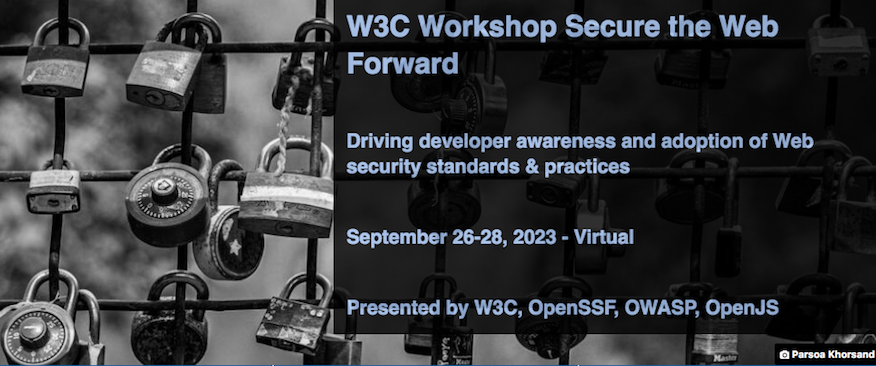 W3C Workshop Secure the Web
Forward
Driving developer awareness and adoption of Web
security standards & practices
September 26-28, 2023 - Virtual
Presented by W3C, OpenSSF, OWASP, OpenJS
Master
Parsoa Khorsand